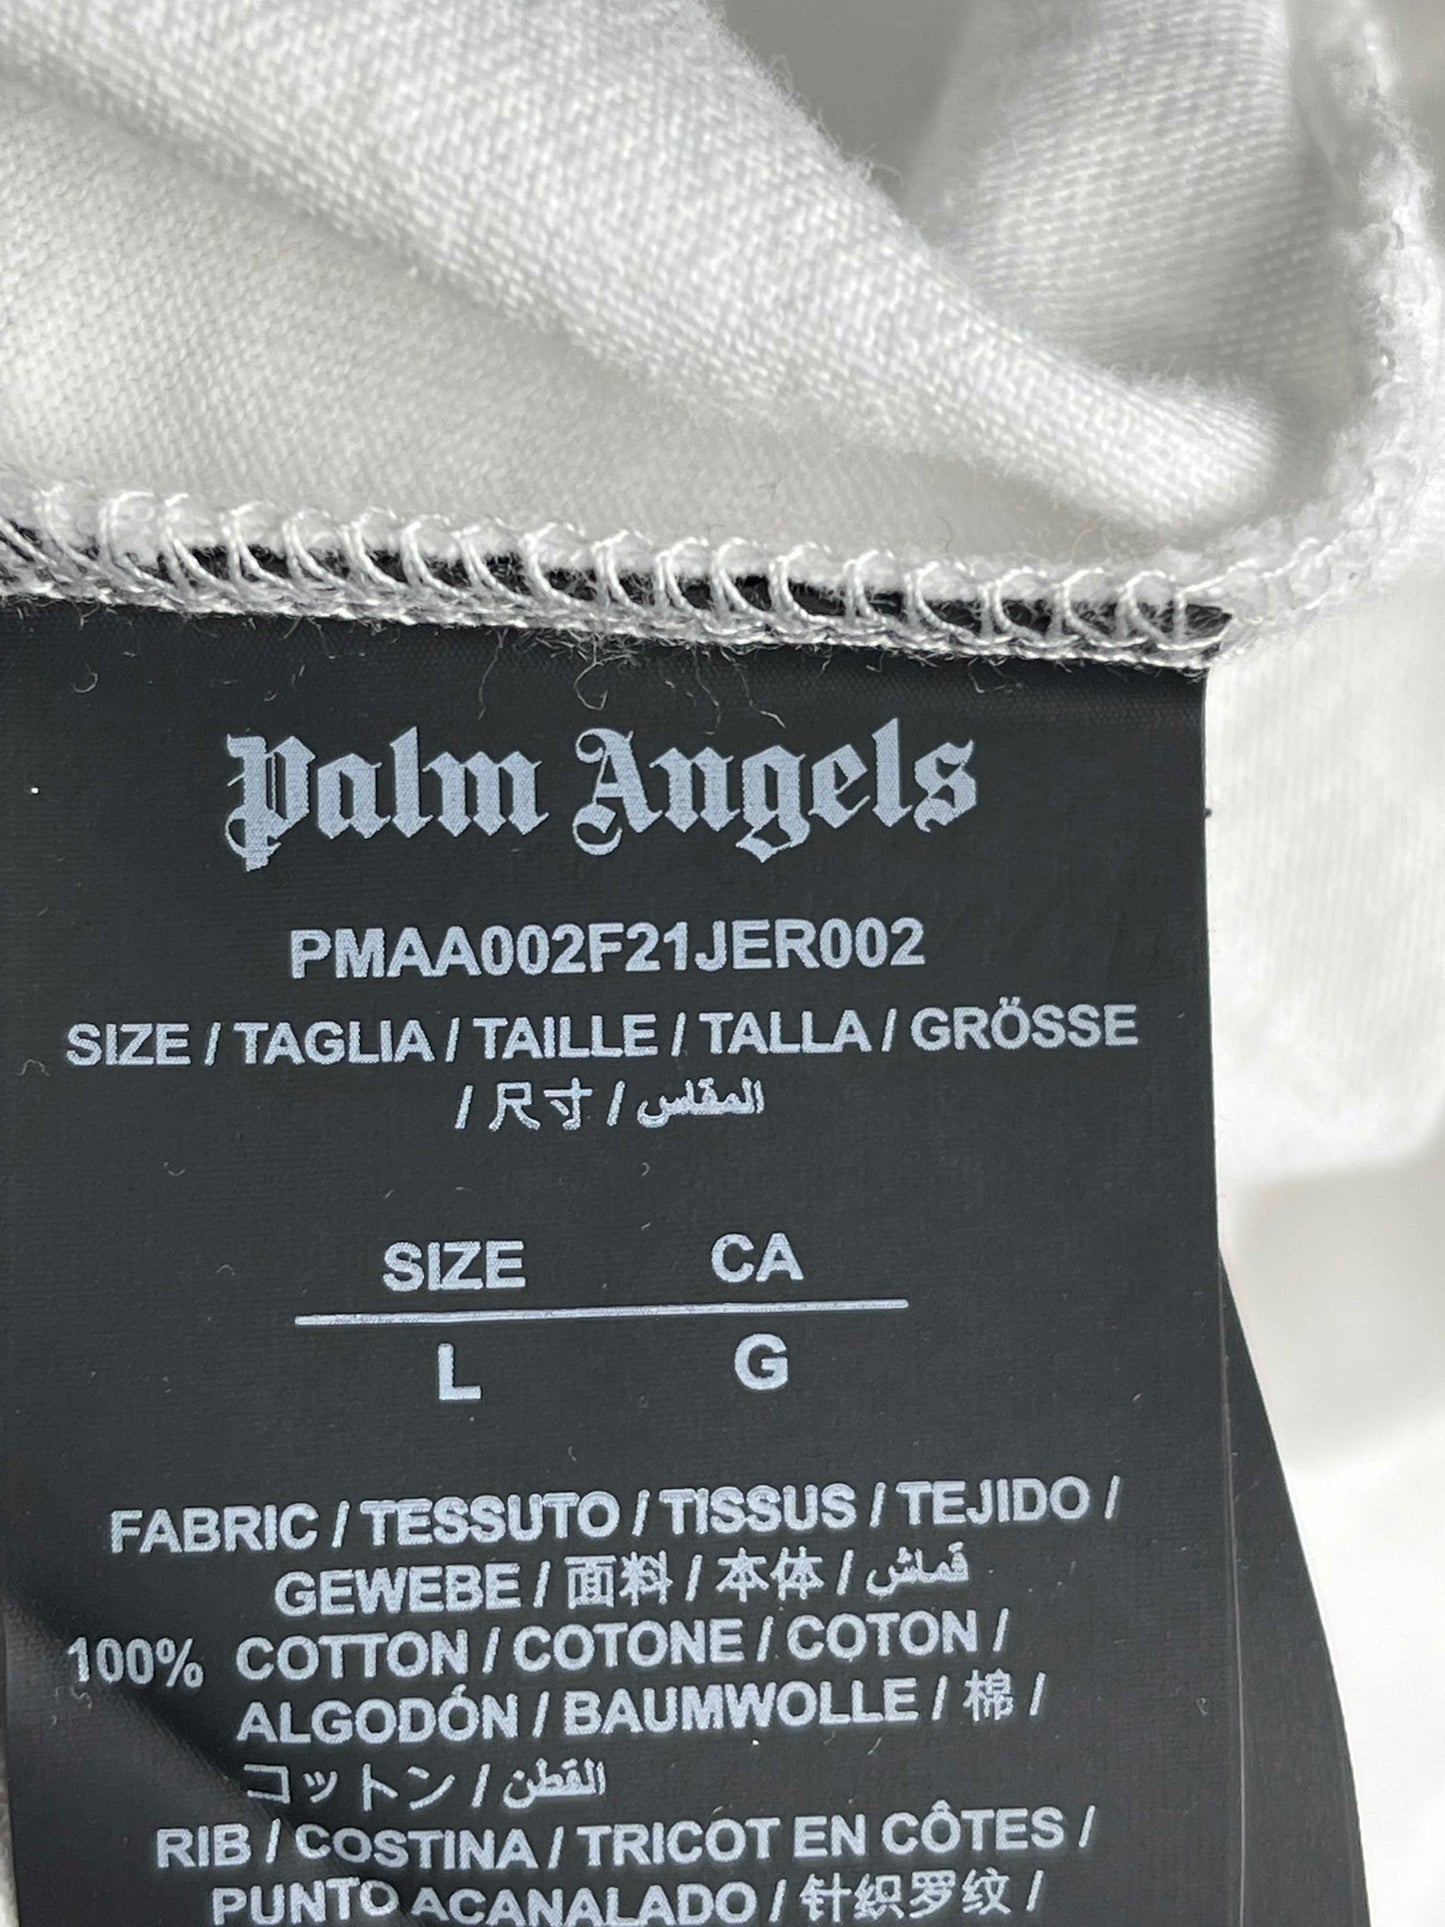 Palm Angels
PMAA002F21JER002
SIZE / TAGLIA / TAILLE / TALLA / GRÖSSE
/ 尺寸 / المقاس
SIZE CA
L G
FABRIC / TESSUTO / TISSUS / TEJIDO /
GEWEBE / 面料 / 本体 / قماش
100% COTTON / COTONE / COTON /
ALGODÓN / BAUMWOLLE / 棉 /
コットン / القطن
RIB / COSTINA / TRICOT EN CÔTES /
PUNTO ACANALADO / 针织罗纹 /